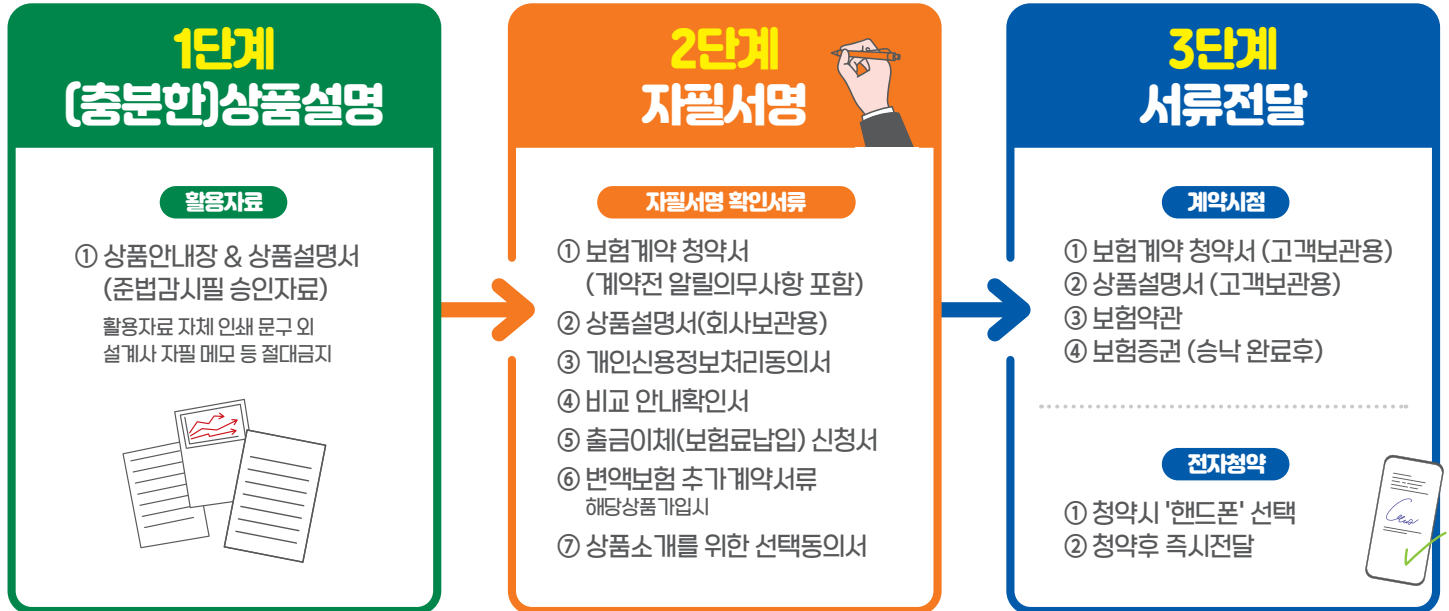 1단계
(충분한)상품설명
활용자료
① 상품안내장 & 상품설명서
(준법감시필 승인자료)
활용자료 자체 인쇄 문구 외
설계사 자필 메모 등 절대금지
2단계
자필서명
자필서명 확인서류
① 보험계약 청약서
(계약전 알릴의무사항 포함)
② 상품설명서(회사보관용)
③ 개인신용정보처리동의서
④ 비교 안내확인서
⑤ 출금이체(보험료납입) 신청서
⑥ 변액보험 추가계약서류
해당상품가입시
⑦ 상품소개를 위한 선택동의서
3단계
서류전달
계약시점
① 보험계약 청약서 (고객보관용)
② 상품설명서 (고객보관용)
③ 보험약관
④ 보험증권 (승낙 완료후)
전자청약
① 청약시 '핸드폰' 선택
② 청약후 즉시전달